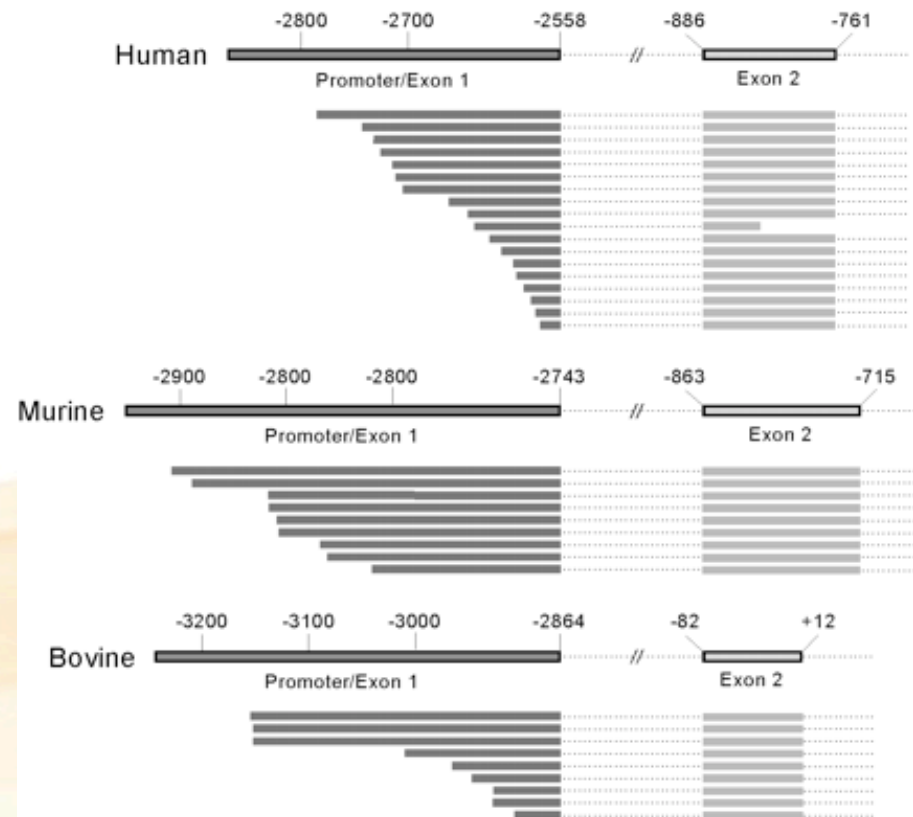 -2800 -2700 -2558 -886 -761
Human //
Promoter/Exon 1 Exon 2
-2900 -2800 -2800 -2743 -863 -715
Murine //
Promoter/Exon 1 Exon 2
-3200 -3100 -3000 -2864 -82 +12
Bovine //
Promoter/Exon 1 Exon 2